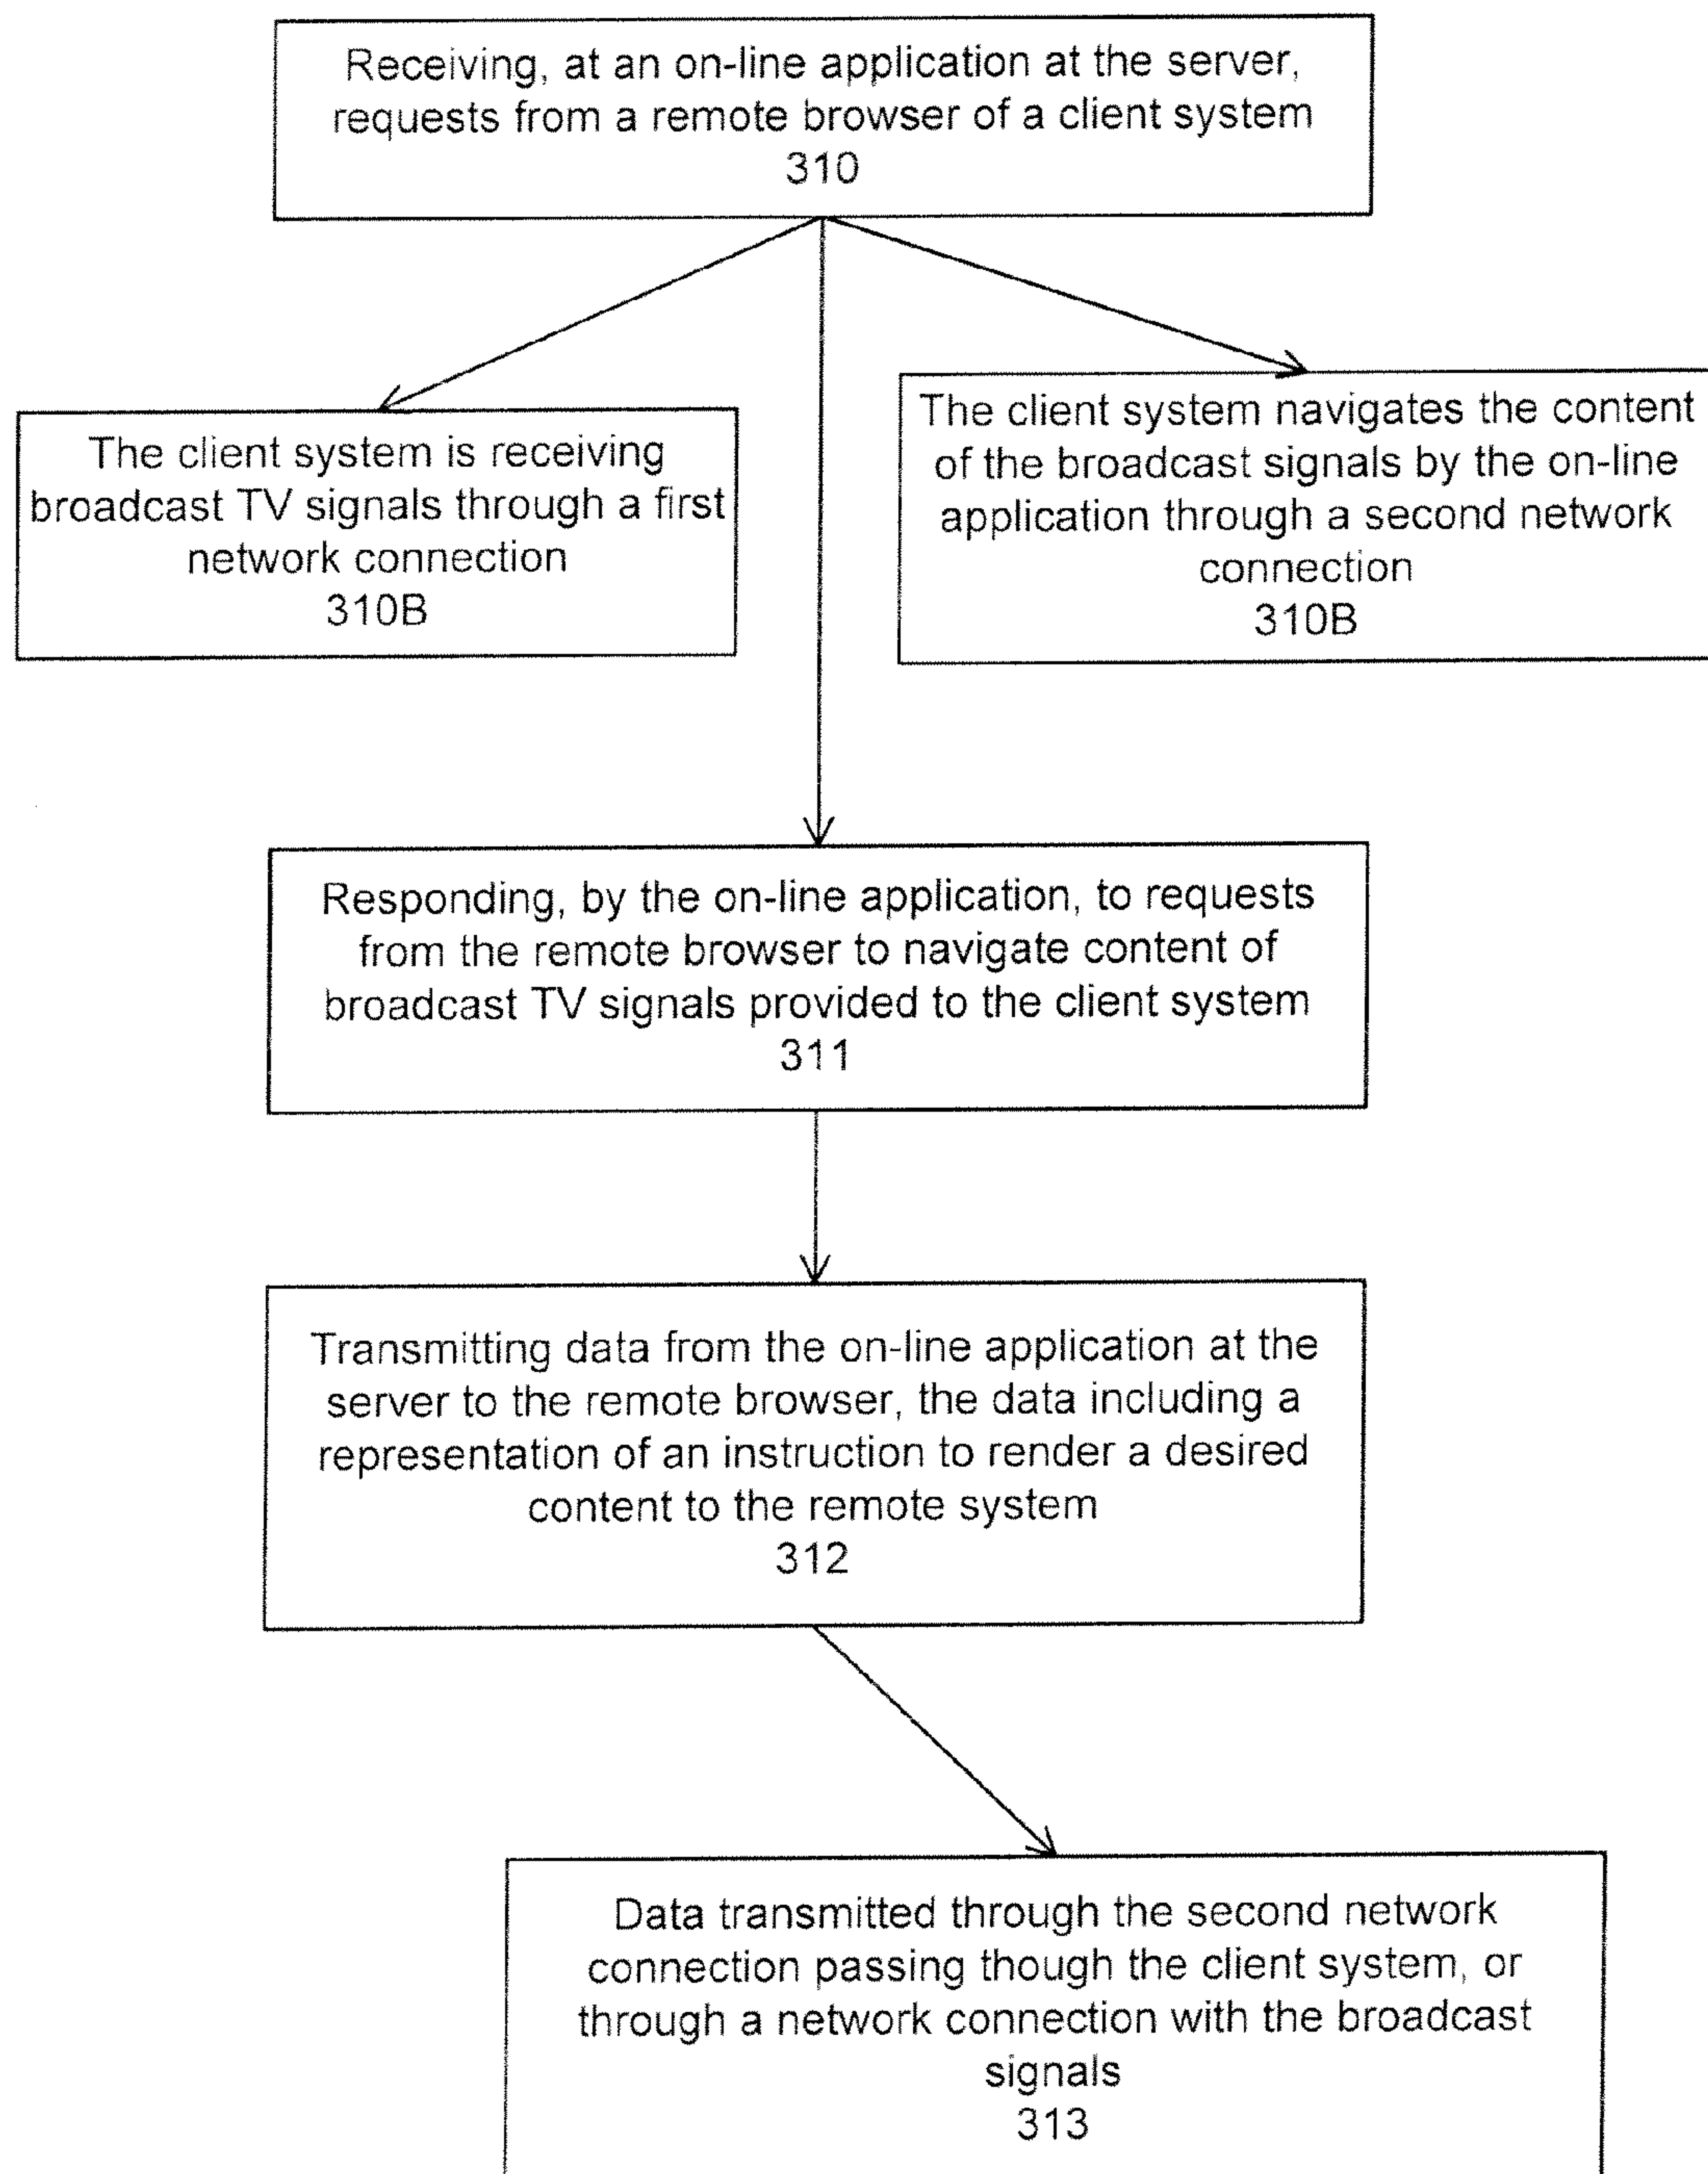 Receiving, at an on-line application at the server,
requests from a remote browser of a client system
310
The client system is receiving
broadcast TV signals through a first
network connection
310B
The client system navigates the content
of the broadcast signals by the on-line
application through a second network
connection
310B
Responding, by the on-line application, to requests
from the remote browser to navigate content of
broadcast TV signals provided to the client system
311
Transmitting data from the on-line application at the
server to the remote browser, the data including a
representation of an instruction to render a desired
content to the remote system
312
Data transmitted through the second network
connection passing though the client system, or
through a network connection with the broadcast
signals
313